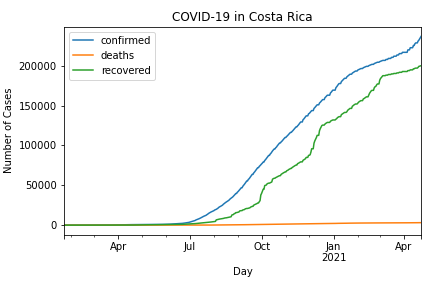 COVID-19 in Costa Rica
confirmed
deaths
recovered
Number of Cases
200000
150000
100000
50000
0
Apr
Jul
Oct
Jan
2021
Apr
Day